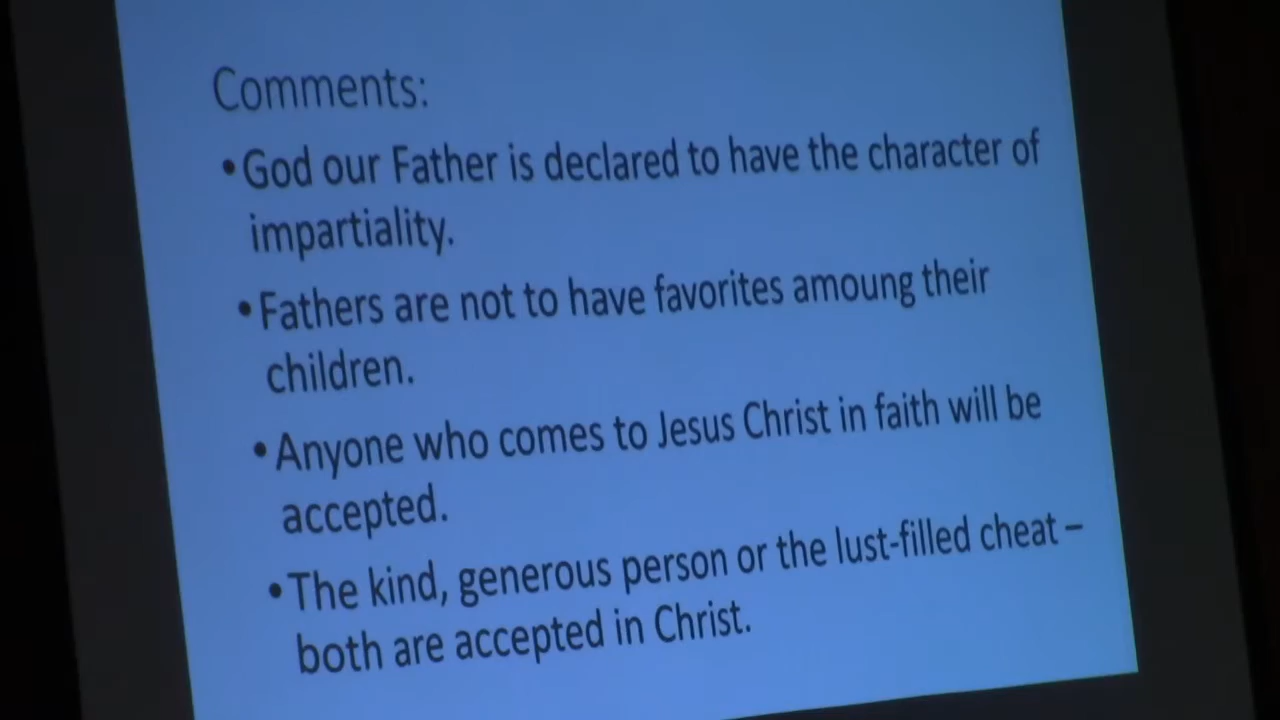 Comments:
•God our Father is declared to have the character of
impartiality.
•Fathers are not to have favorites amoung their
children.
•Anyone who comes to Jesus Christ in faith will be
accepted.
•The kind, generous person or the lust-filled cheat –
both are accepted in Christ.